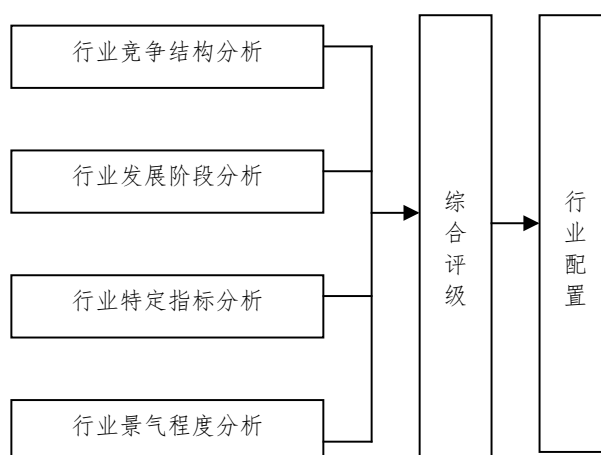 行业竞争结构分析
行业发展阶段分析
行业特定指标分析
行业景气程度分析
综合评级
行业配置